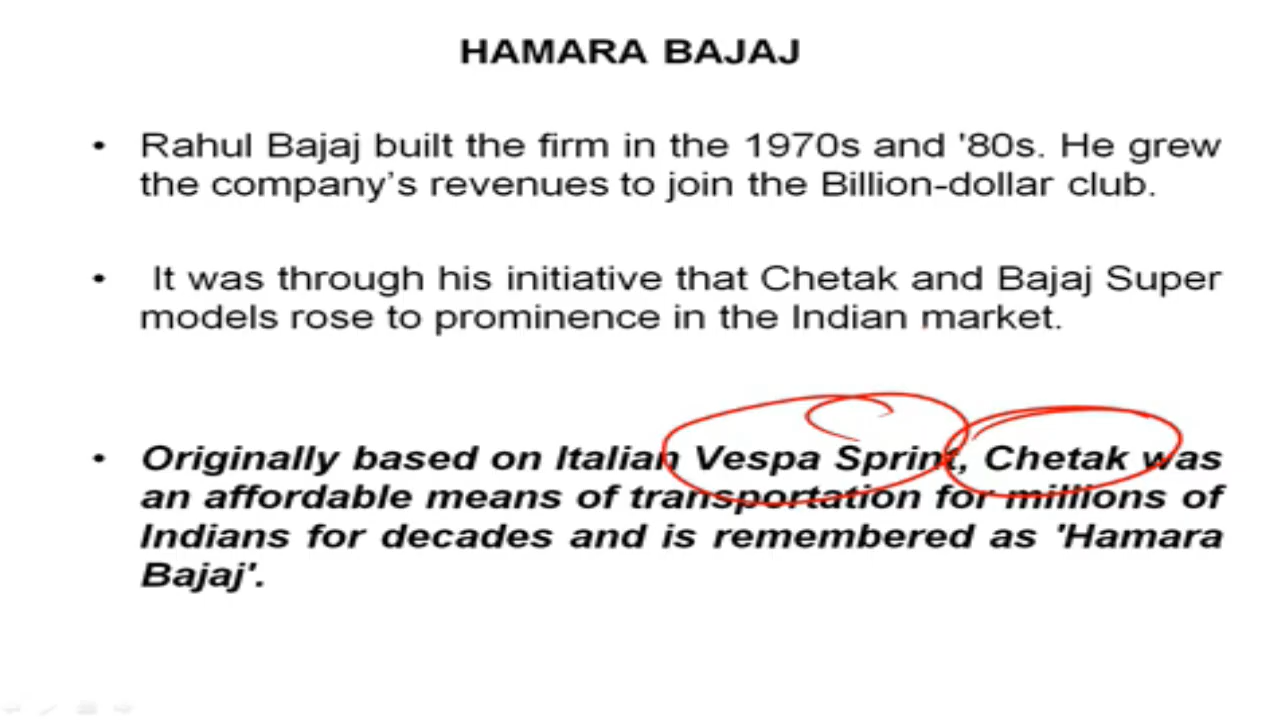 HAMARA BAJAJ
• Rahul Bajaj built the firm in the 1970s and '80s. He grew
the company’s revenues to join the Billion-dollar club.
• It was through his initiative that Chetak and Bajaj Super
models rose to prominence in the Indian market.
• Originally based on Italian Vespa Sprint, Chetak was
an affordable means of transportation for millions of
Indians for decades and is remembered as 'Hamara
Bajaj'.